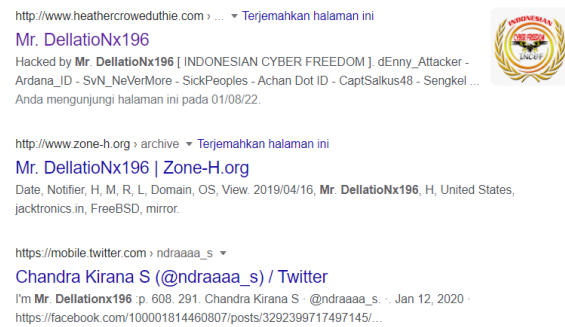 http://www.heathercroweduthie.com › ... Terjemahkan halaman ini
Mr. DellatioNx196
Hacked by Mr. DellatioNx196 [ INDONESIAN CYBER FREEDOM ]. dEnny_Attacker -
Ardana_ID - SvN_NeVerMore - SickPeoples - Achan Dot ID - CaptSalkus48 - Sengkel ...
Anda mengunjungi halaman ini pada 01/08/22.
INDONESIAN
CYBER FREEDOM
INCEF
http://www.zone-h.org › archive Terjemahkan halaman ini
Mr. DellatioNx196 | Zone-H.org
Date, Notifier, H, M, R, L, Domain, OS, View. 2019/04/16, Mr. DellatioNx196, H, United States,
jacktronics.in, FreeBSD, mirror.
https://mobile.twitter.com › ndraaaa_s
Chandra Kirana S (@ndraaaa_s) / Twitter
I'm Mr. Dellationx196 :p. 608. 291. Chandra Kirana S · @ndraaaa_s. ·. Jan 12, 2020 ·
https://facebook.com/100001814460807/posts/3292399717497145/...